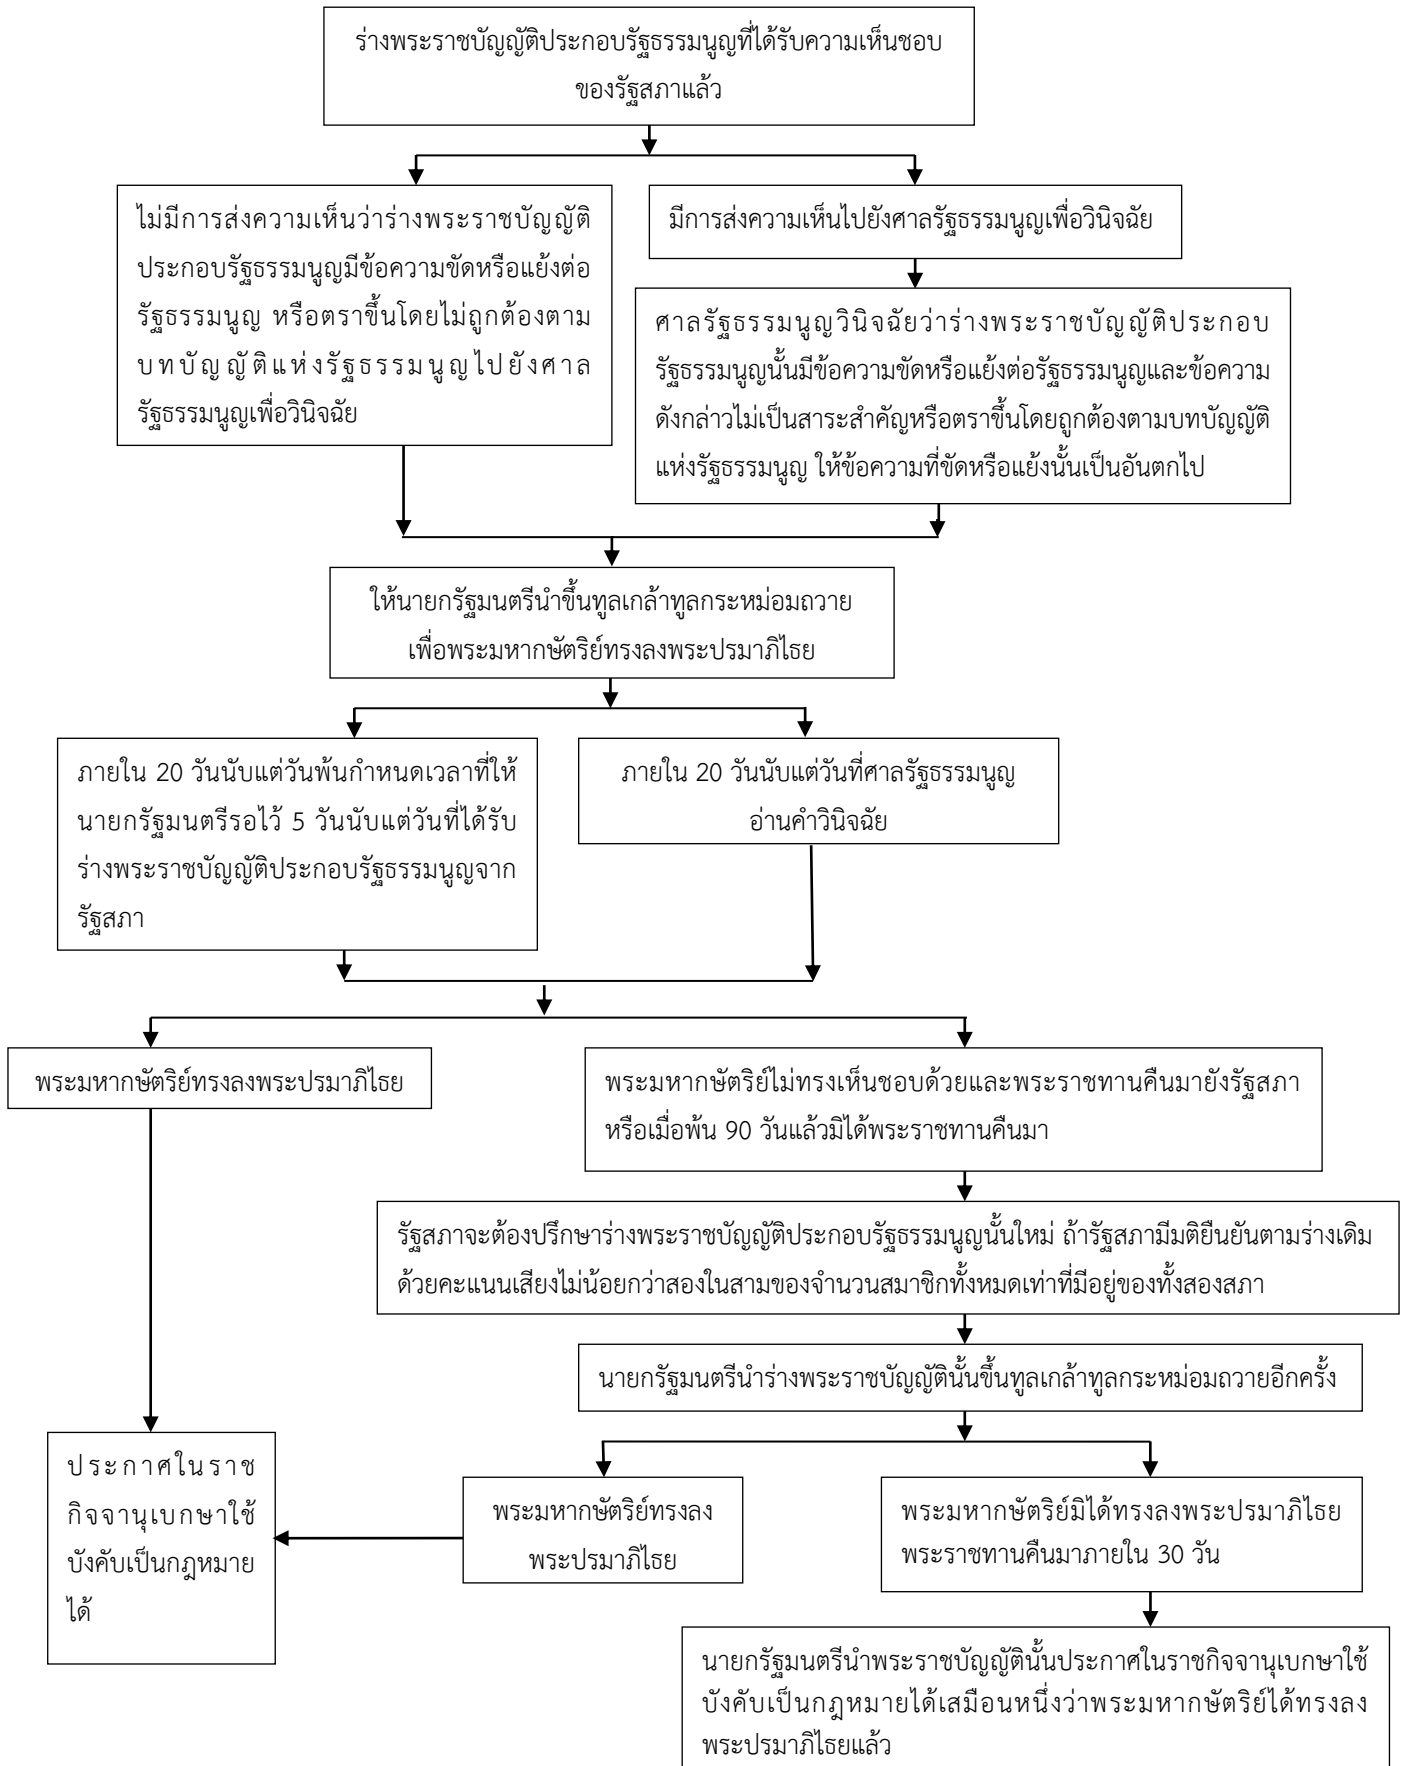 ร่างพระราชบัญญัติประกอบรัฐธรรมนูญที่ได้รับความเห็นชอบ
ของรัฐสภาแล้ว
ไม่มีการส่งความเห็นว่าร่างพระราชบัญญัติ
ประกอบรัฐธรรมนูญมีข้อความขัดหรือแย้งต่อ
รัฐธรรมนูญ หรือตราขึ้นโดยไม่ถูกต้องตาม
บทบัญญัติแห่งรัฐธรรมนูญไปยังศาล
รัฐธรรมนูญเพื่อวินิจฉัย
มีการส่งความเห็นไปยังศาลรัฐธรรมนูญเพื่อวินิจฉัย
ศาลรัฐธรรมนูญวินิจฉัยว่าร่างพระราชบัญญัติประกอบ
รัฐธรรมนูญนั้นมีข้อความขัดหรือแย้งต่อรัฐธรรมนูญและข้อความ
ดังกล่าวไม่เป็นสาระสำคัญหรือตราขึ้นโดยถูกต้องตามบทบัญญัติ
แห่งรัฐธรรมนูญ ให้ข้อความที่ขัดหรือแย้งนั้นเป็นอันตกไป
ให้นายกรัฐมนตรีนำขึ้นทูลเกล้าทูลกระหม่อมถวาย
เพื่อพระมหากษัตริย์ทรงลงพระปรมาภิไธย
ภายใน 20 วันนับแต่วันพ้นกำหนดเวลาที่ให้
นายกรัฐมนตรีรอไว้ 5 วันนับแต่วันที่ได้รับ
ร่างพระราชบัญญัติประกอบรัฐธรรมนูญจาก
รัฐสภา
ภายใน 20 วันนับแต่วันที่ศาลรัฐธรรมนูญ
อ่านคำวินิจฉัย
พระมหากษัตริย์ทรงลงพระปรมาภิไธย
พระมหากษัตริย์ไม่ทรงเห็นชอบด้วยและพระราชทานคืนมายังรัฐสภา
หรือเมื่อพ้น 90 วันแล้วมิได้พระราชทานคืนมา
รัฐสภาจะต้องปรึกษาร่างพระราชบัญญัติประกอบรัฐธรรมนูญนั้นใหม่ ถ้ารัฐสภามีมติยืนยันตามร่างเดิม
ด้วยคะแนนเสียงไม่น้อยกว่าสองในสามของจำนวนสมาชิกทั้งหมดเท่าที่มีอยู่ของทั้งสองสภา
นายกรัฐมนตรีนำร่างพระราชบัญญัตินั้นขึ้นทูลเกล้าทูลกระหม่อมถวายอีกครั้ง
ประกาศในราช
กิจจานุเบกษาใช้
บังคับเป็นกฎหมาย
ได้
พระมหากษัตริย์ทรงลง
พระปรมาภิไธย
พระมหากษัตริย์มิได้ทรงลงพระปรมาภิไธย
พระราชทานคืนมาภายใน 30 วัน
นายกรัฐมนตรีนำพระราชบัญญัตินั้นประกาศในราชกิจจานุเบกษาใช้
บังคับเป็นกฎหมายได้เสมือนหนึ่งว่าพระมหากษัตริย์ได้ทรงลง
พระปรมาภิไธยแล้ว